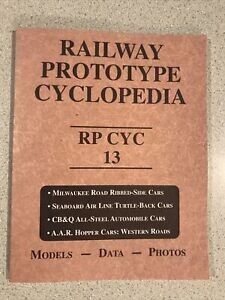 RAILWAY
PROTOTYPE
CYCLOPEDIA
RP CYC
13
• MILWAUKEE ROAD RIBBED-SIDE CARS
• SEABOARD AIR LINE TURTLE-BACK CARS
• CB&Q ALL-STEEL AUTOMOBILE CARS
• A.A.R. HOPPER CARS: WESTERN ROADS
MODELS — DATA — PHOTOS